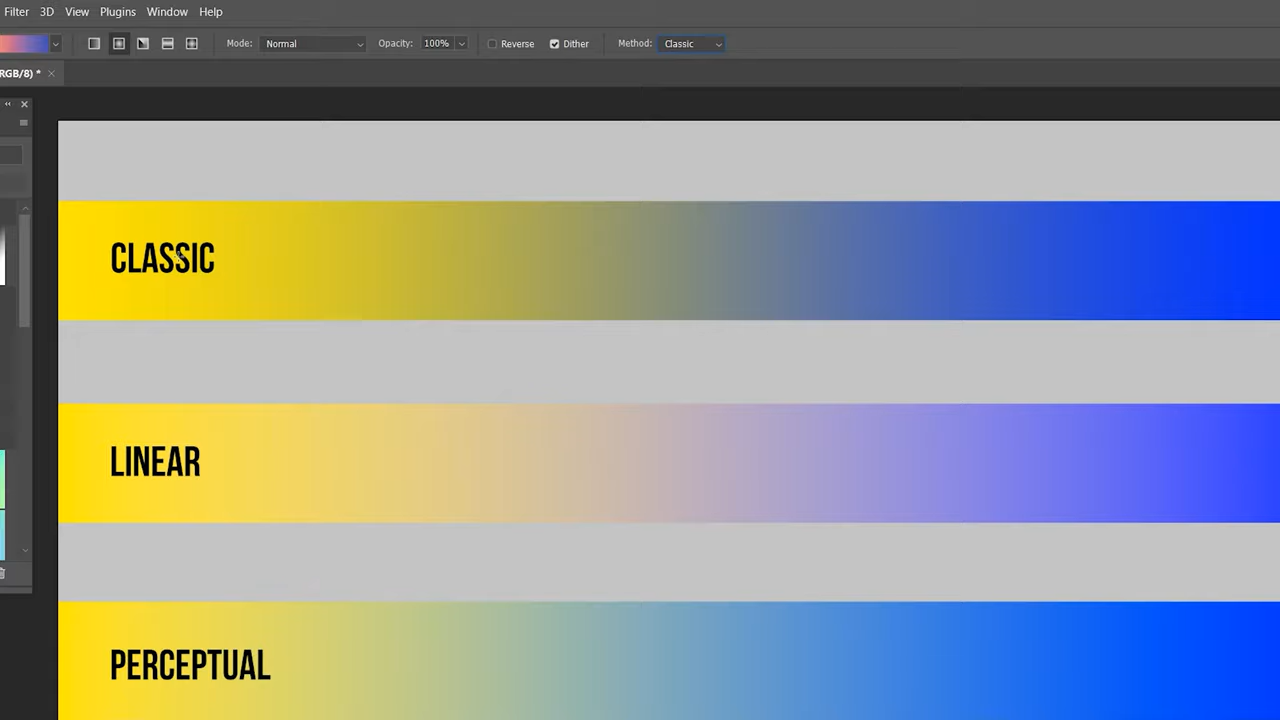 Filter 3D View Plugins Window Help
Mode: Normal Opacity: 100% Reverse Dither Method: Classic
RGB/8) *
CLASSIC
LINEAR
PERCEPTUAL